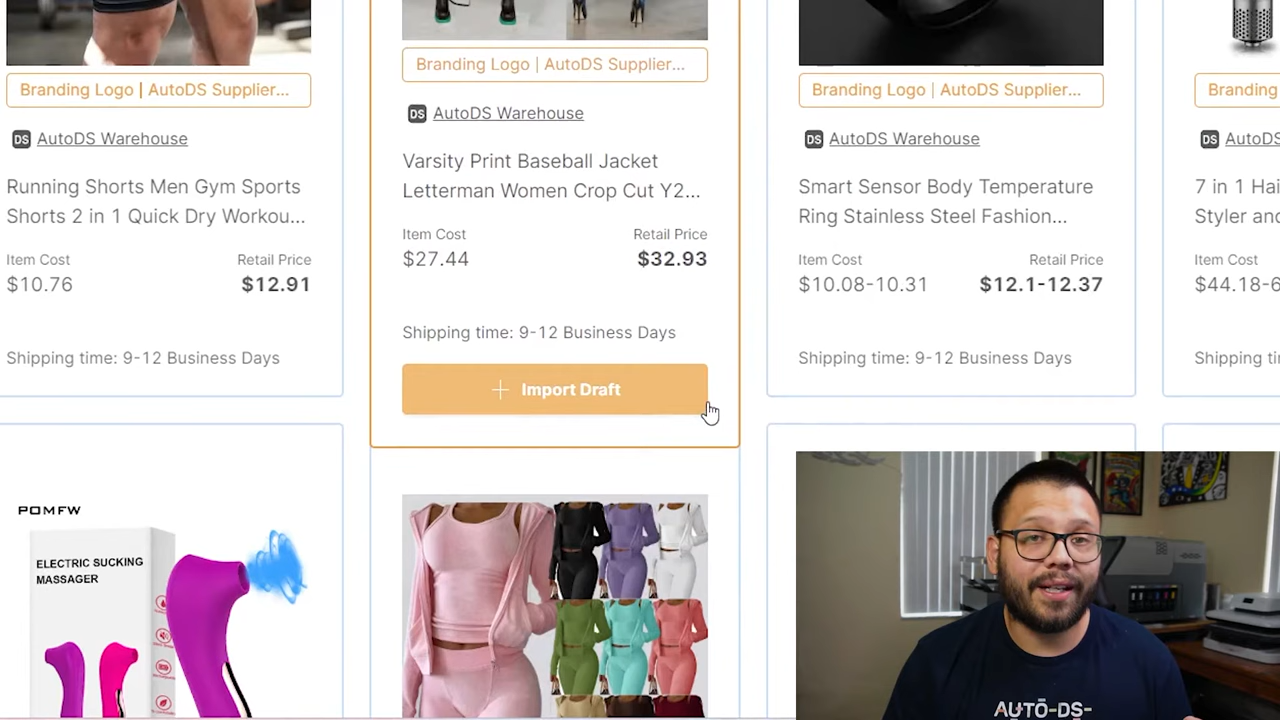 Branding Logo | AutoDS Supplier...
DS AutoDS Warehouse
Running Shorts Men Gym Sports
Shorts 2 in 1 Quick Dry Workou...
Item Cost
Retail Price
$10.76
$12.91
Shipping time: 9-12 Business Days
Branding Logo | AutoDS Supplier...
DS AutoDS Warehouse
Varsity Print Baseball Jacket
Letterman Women Crop Cut Y2...
Item Cost
Retail Price
$27.44
$32.93
Shipping time: 9-12 Business Days
+ Import Draft
Branding Logo | AutoDS Supplier...
DS AutoDS Warehouse
Smart Sensor Body Temperature
Ring Stainless Steel Fashion...
Item Cost
Retail Price
$10.08-10.31
$12.1-12.37
Shipping time: 9-12 Business Days
Branding
DS AutoDS
7 in 1 Hai
Styler and
Item Cost
$44.18-6
Shipping ti
POMFW
ELECTRIC SUCKING
MASSAGER
AUTO-DS-